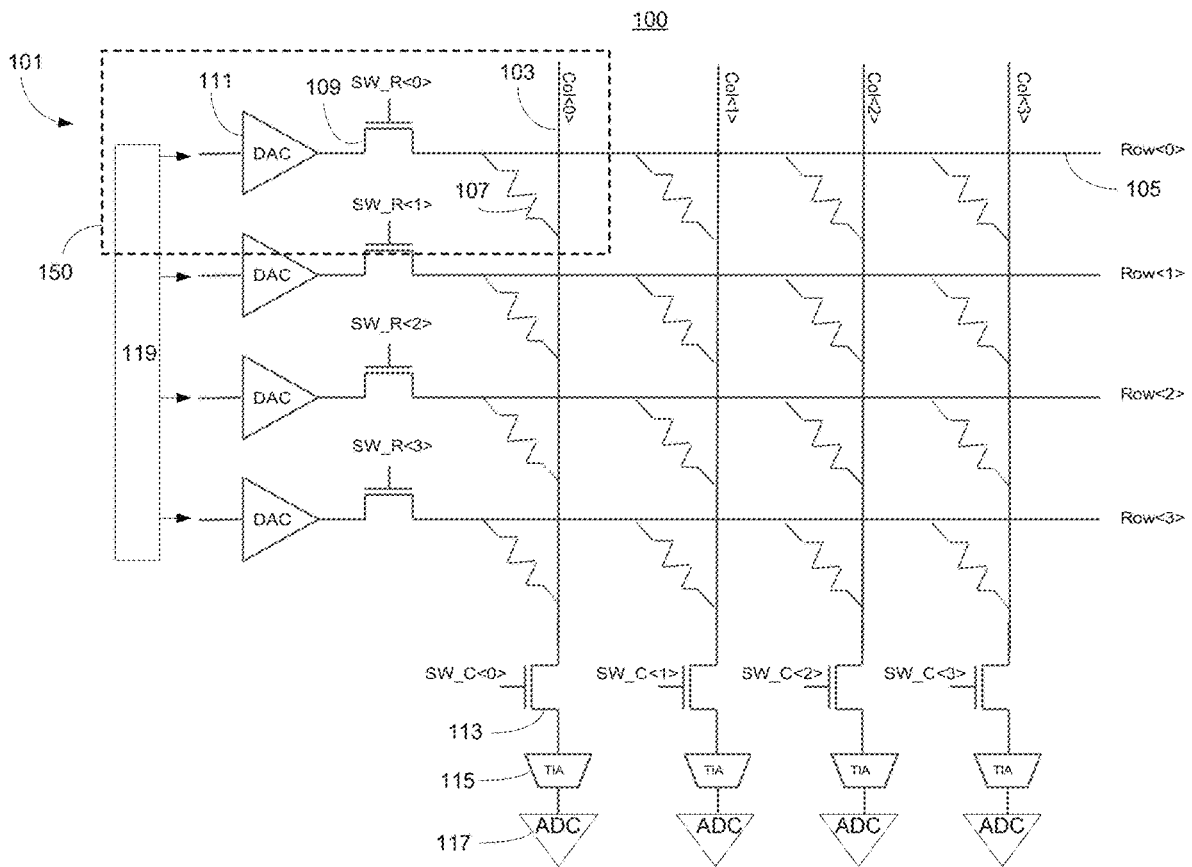 100
101
111
109
SW_R<0>
103
Col<0>
Col<1>
Col<2>
Col<3>
DAC
Row<0>
107
105
SW_R<1>
150
DAC
Row<1>
SW_R<2>
119
DAC
Row<2>
SW_R<3>
DAC
Row<3>
SW_C<0>
SW_C<1>
SW_C<2>
SW_C<3>
113
115
TIA
TIA
TIA
TIA
117
ADC
ADC
ADC
ADC